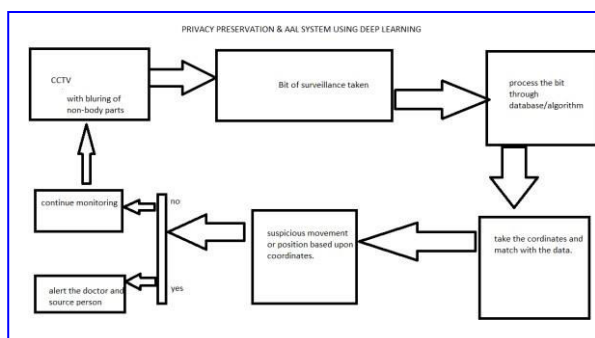 PRIVACY PRESERVATION & AAL SYSTEM USING DEEP LEARNING
CCTV
with bluring of
non-body parts
Bit of surveillance taken
process the bit
through
database/algorithm
take the cordinates and
match with the data.
suspicious movement
or position based upon
coordinates.
no
yes
continue monitoring
alert the doctor and
source person